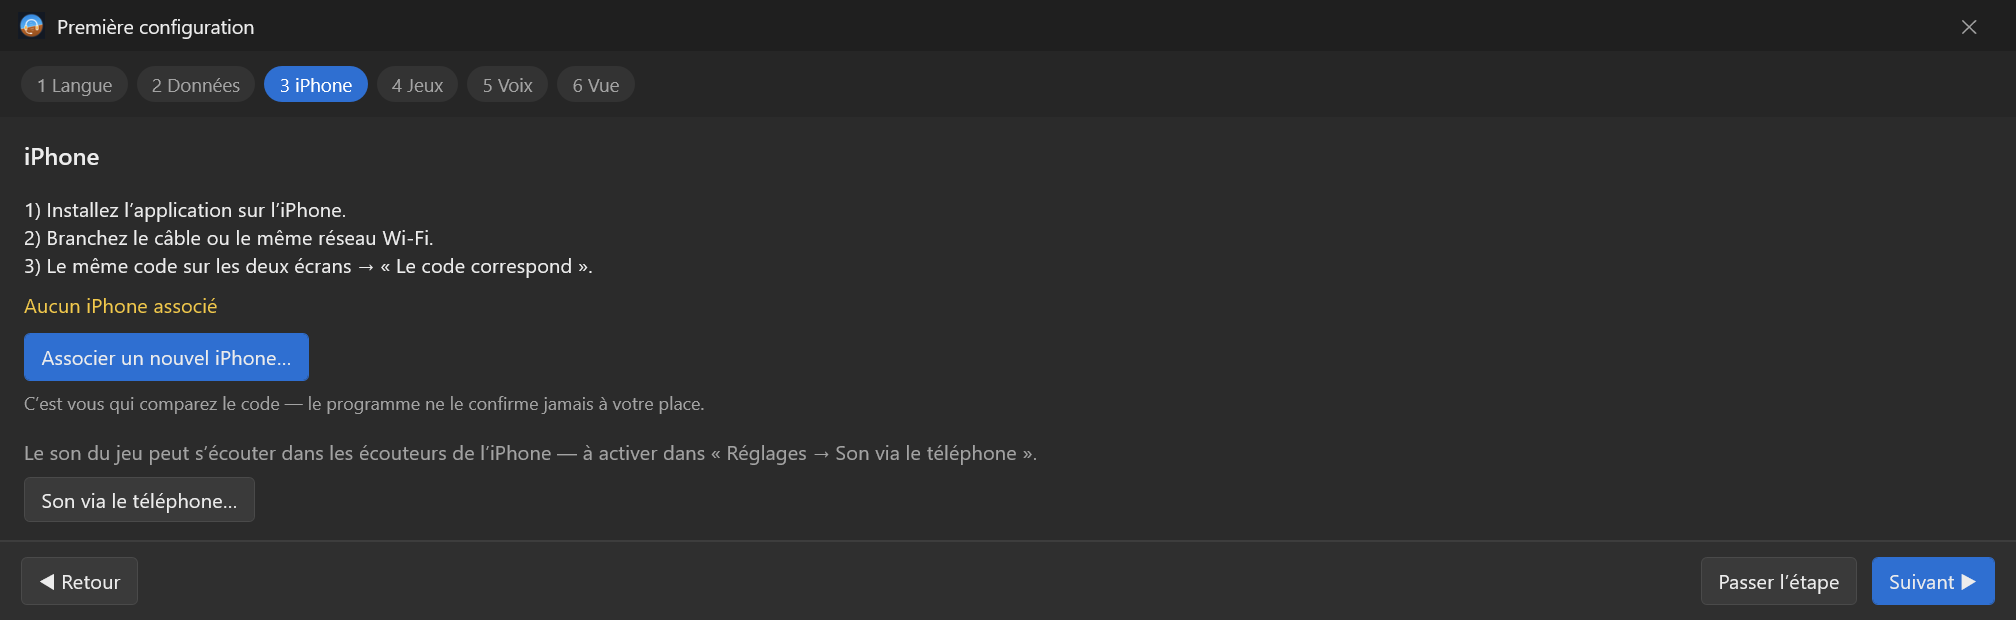 Première configuration
1 Langue
2 Données
3 iPhone
4 Jeux
5 Voix
6 Vue
iPhone
1) Installez l’application sur l’iPhone.
2) Branchez le câble ou le même réseau Wi-Fi.
3) Le même code sur les deux écrans → « Le code correspond ».
Aucun iPhone associé
Associer un nouvel iPhone…
C’est vous qui comparez le code — le programme ne le confirme jamais à votre place.
Le son du jeu peut s’écouter dans les écouteurs de l’iPhone — à activer dans « Réglages → Son via le téléphone ».
Son via le téléphone…
◀ Retour
Passer l’étape
Suivant ▶